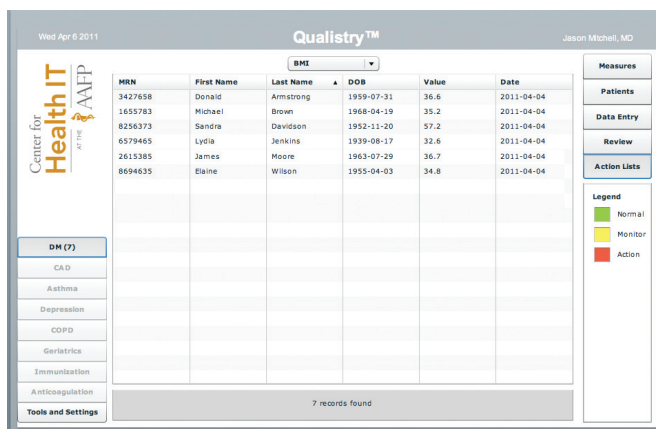 Wed Apr 6 2011
Qualistry™
Jason Mitchell, MD
Center for
Health IT
AT THE
AAFP
BMI
MRN First Name Last Name DOB Value Date
3427658 Donald Armstrong 1959-07-31 36.6 2011-04-04
1655783 Michael Brown 1968-04-19 35.2 2011-04-04
8256373 Sandra Davidson 1952-11-20 57.2 2011-04-04
6579465 Lydia Jenkins 1939-08-17 32.6 2011-04-04
2615385 James Moore 1963-07-29 36.7 2011-04-04
8694635 Elaine Wilson 1955-04-03 34.8 2011-04-04
7 records found
DM (7)
CAD
Asthma
Depression
COPD
Geriatrics
Immunization
Anticoagulation
Tools and Settings
Measures
Patients
Data Entry
Review
Action Lists
Legend
Normal
Monitor
Action